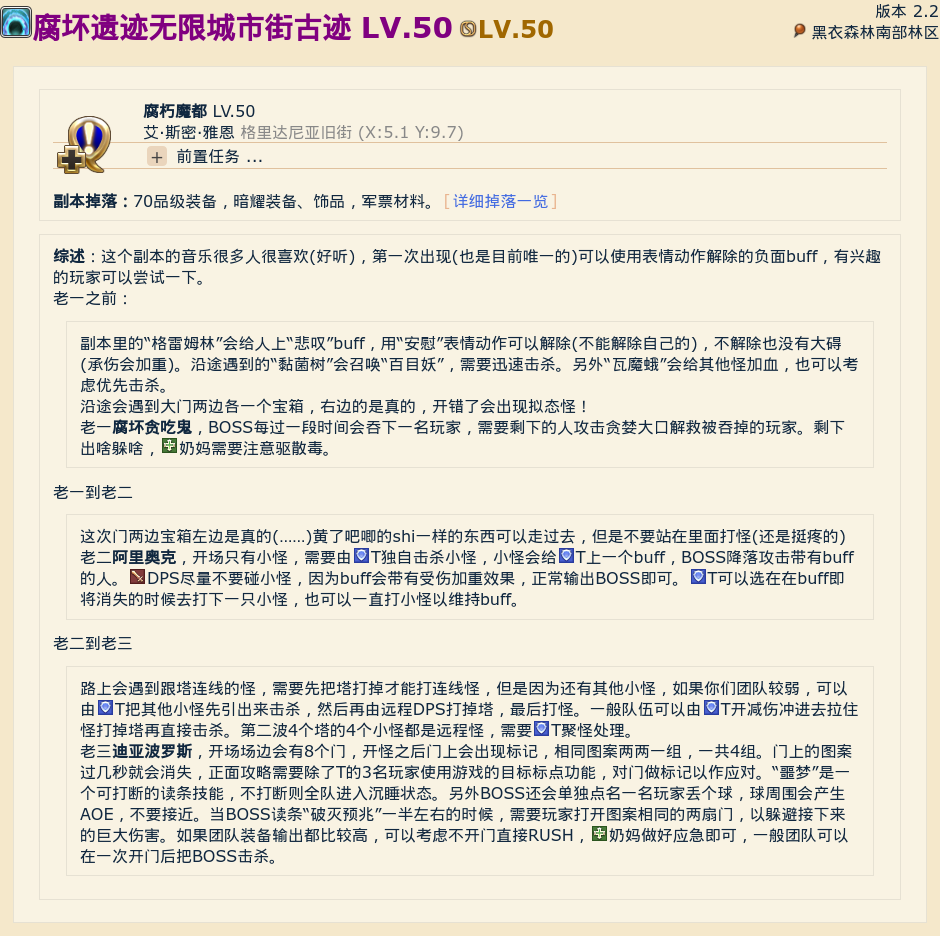 腐坏遗迹无限城市街古迹 LV.50 LV.50
版本 2.2
黑衣森林南部林区
腐朽魔都 LV.50
艾·斯密·雅恩 格里达尼亚旧街 (X:5.1 Y:9.7)
+ 前置任务 ...
副本掉落：70品级装备，暗耀装备、饰品，军票材料。 [ 详细掉落一览 ]
综述：这个副本的音乐很多人很喜欢(好听)，第一次出现(也是目前唯一的)可以使用表情动作解除的负面buff，有兴趣
的玩家可以尝试一下。
老一之前：
副本里的“格雷姆林”会给人上“悲叹”buff，用“安慰”表情动作可以解除(不能解除自己的)，不解除也没有大碍
(承伤会加重)。沿途遇到的“黏菌树”会召唤“百目妖”，需要迅速击杀。另外“瓦魔蛾”会给其他怪加血，也可以考
虑优先击杀。
沿途会遇到大门两边各一个宝箱，右边的是真的，开错了会出现拟态怪！
老一腐坏贪吃鬼，BOSS每过一段时间会吞下一名玩家，需要剩下的人攻击贪婪大口解救被吞掉的玩家。剩下
出啥躲啥，奶妈需要注意驱散毒。
老一到老二
这次门两边宝箱左边是真的(……)黄了吧唧的shi一样的东西可以走过去，但是不要站在里面打怪(还是挺疼的)
老二阿里奥克，开场只有小怪，需要由T独自击杀小怪，小怪会给T上一个buff，BOSS降落攻击带有buff
的人。DPS尽量不要碰小怪，因为buff会带有受伤加重效果，正常输出BOSS即可。T可以选在在buff即
将消失的时候去打下一只小怪，也可以一直打小怪以维持buff。
老二到老三
路上会遇到跟塔连线的怪，需要先把塔打掉才能打连线怪，但是因为还有其他小怪，如果你们团队较弱，可以
由T把其他小怪先引出来击杀，然后再由远程DPS打掉塔，最后打怪。一般队伍可以由T开减伤冲进去拉住
怪打掉塔再直接击杀。第二波4个塔的4个小怪都是远程怪，需要T聚怪处理。
老三迪亚波罗斯，开场场边会有8个门，开怪之后门上会出现标记，相同图案两两一组，一共4组。门上的图案
过几秒就会消失，正面攻略需要除了T的3名玩家使用游戏的目标标点功能，对门做标记以作应对。“噩梦”是一
个可打断的读条技能，不打断则全队进入沉睡状态。另外BOSS还会单独点名一名玩家丢个球，球周围会产生
AOE，不要接近。当BOSS读条“破灭预兆”一半左右的时候，需要玩家打开图案相同的两扇门，以躲避接下来
的巨大伤害。如果团队装备输出都比较高，可以考虑不开门直接RUSH，奶妈做好应急即可，一般团队可以
在一次开门后把BOSS击杀。